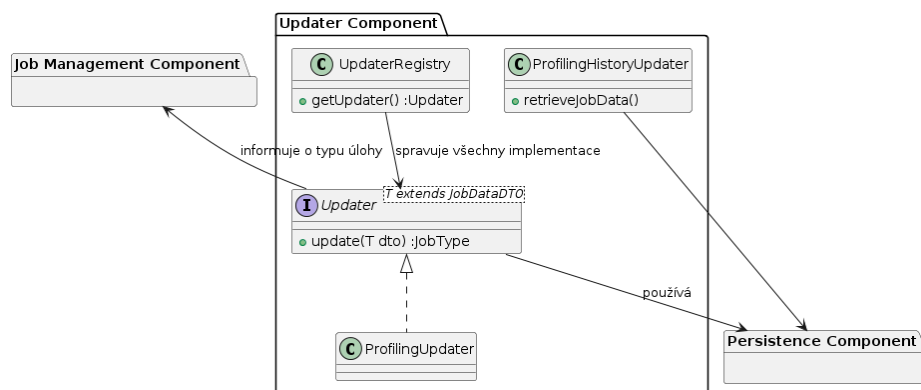 Updater Component
Job Management Component
C UpdaterRegistry
getUpdater() :Updater
C ProfilingHistoryUpdater
retrieveJobData()
informuje o typu úlohy
spravuje všechny implementace
T extends JobDataDTO
I Updater
update(T dto) :JobType
používá
C ProfilingUpdater
Persistence Component